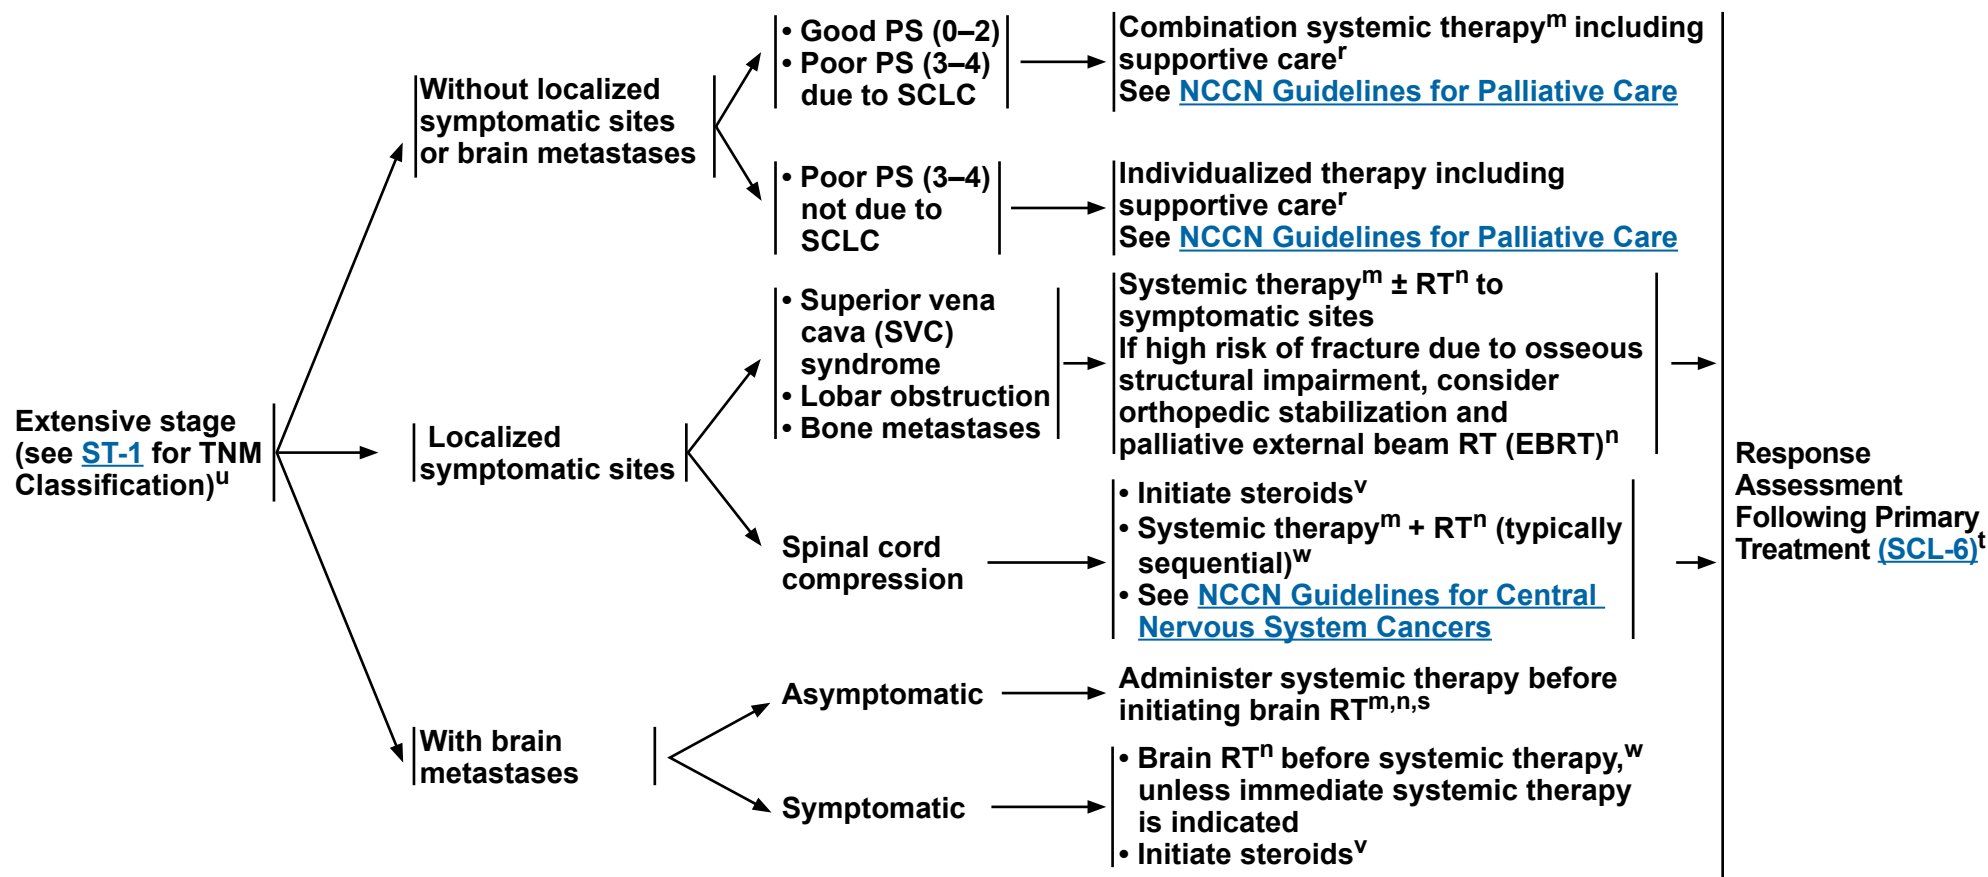 Extensive stage
(see ST-1 for TNM
Classification)u
Without localized
symptomatic sites
or brain metastases
• Good PS (0–2)
• Poor PS (3–4)
due to SCLC
Combination systemic therapym including
supportive carer
See NCCN Guidelines for Palliative Care
• Poor PS (3–4)
not due to
SCLC
Individualized therapy including
supportive carer
See NCCN Guidelines for Palliative Care
Localized
symptomatic sites
• Superior vena
cava (SVC)
syndrome
• Lobar obstruction
• Bone metastases
Systemic therapym ± RTn to
symptomatic sites
If high risk of fracture due to osseous
structural impairment, consider
orthopedic stabilization and
palliative external beam RT (EBRT)n
Spinal cord
compression
• Initiate steroidsv
• Systemic therapym + RTn (typically
sequential)w
• See NCCN Guidelines for Central
Nervous System Cancers
With brain
metastases
Asymptomatic
Administer systemic therapy before
initiating brain RTm,n,s
Symptomatic
• Brain RTn before systemic therapy,w
unless immediate systemic therapy
is indicated
• Initiate steroidsv
Response
Assessment
Following Primary
Treatment (SCL-6)t